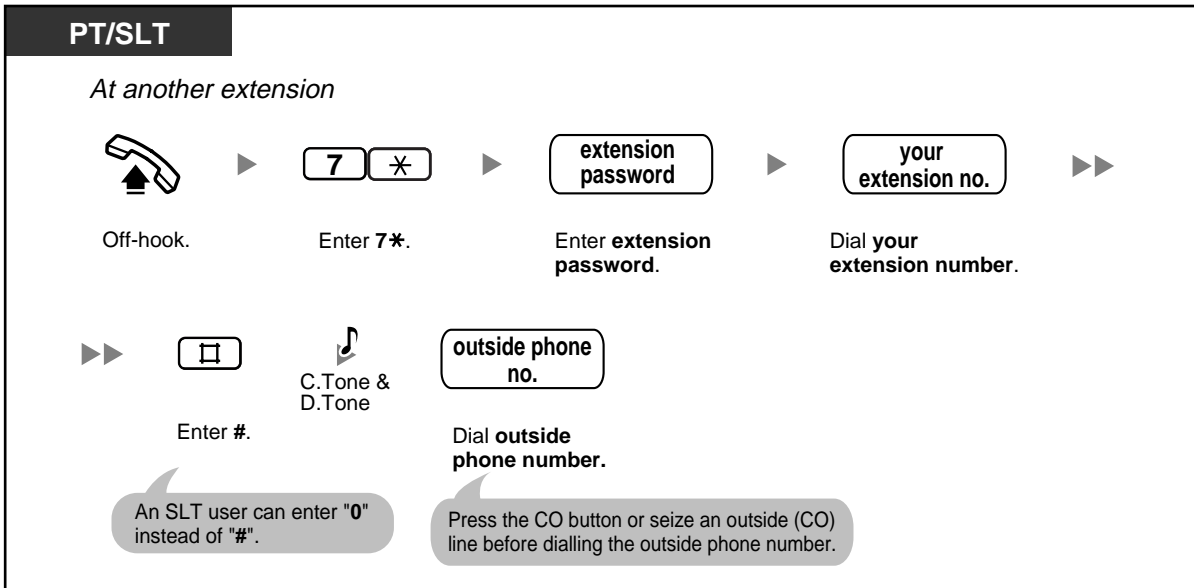 PT/SLT
At another extension
7 ✳
extension
password
your
extension no.
Off-hook.
Enter 7✳.
Enter extension
password.
Dial your
extension number.
#
C.Tone &
D.Tone
outside phone
no.
Enter #.
Dial outside
phone number.
An SLT user can enter "0"
instead of "#".
Press the CO button or seize an outside (CO)
line before dialling the outside phone number.